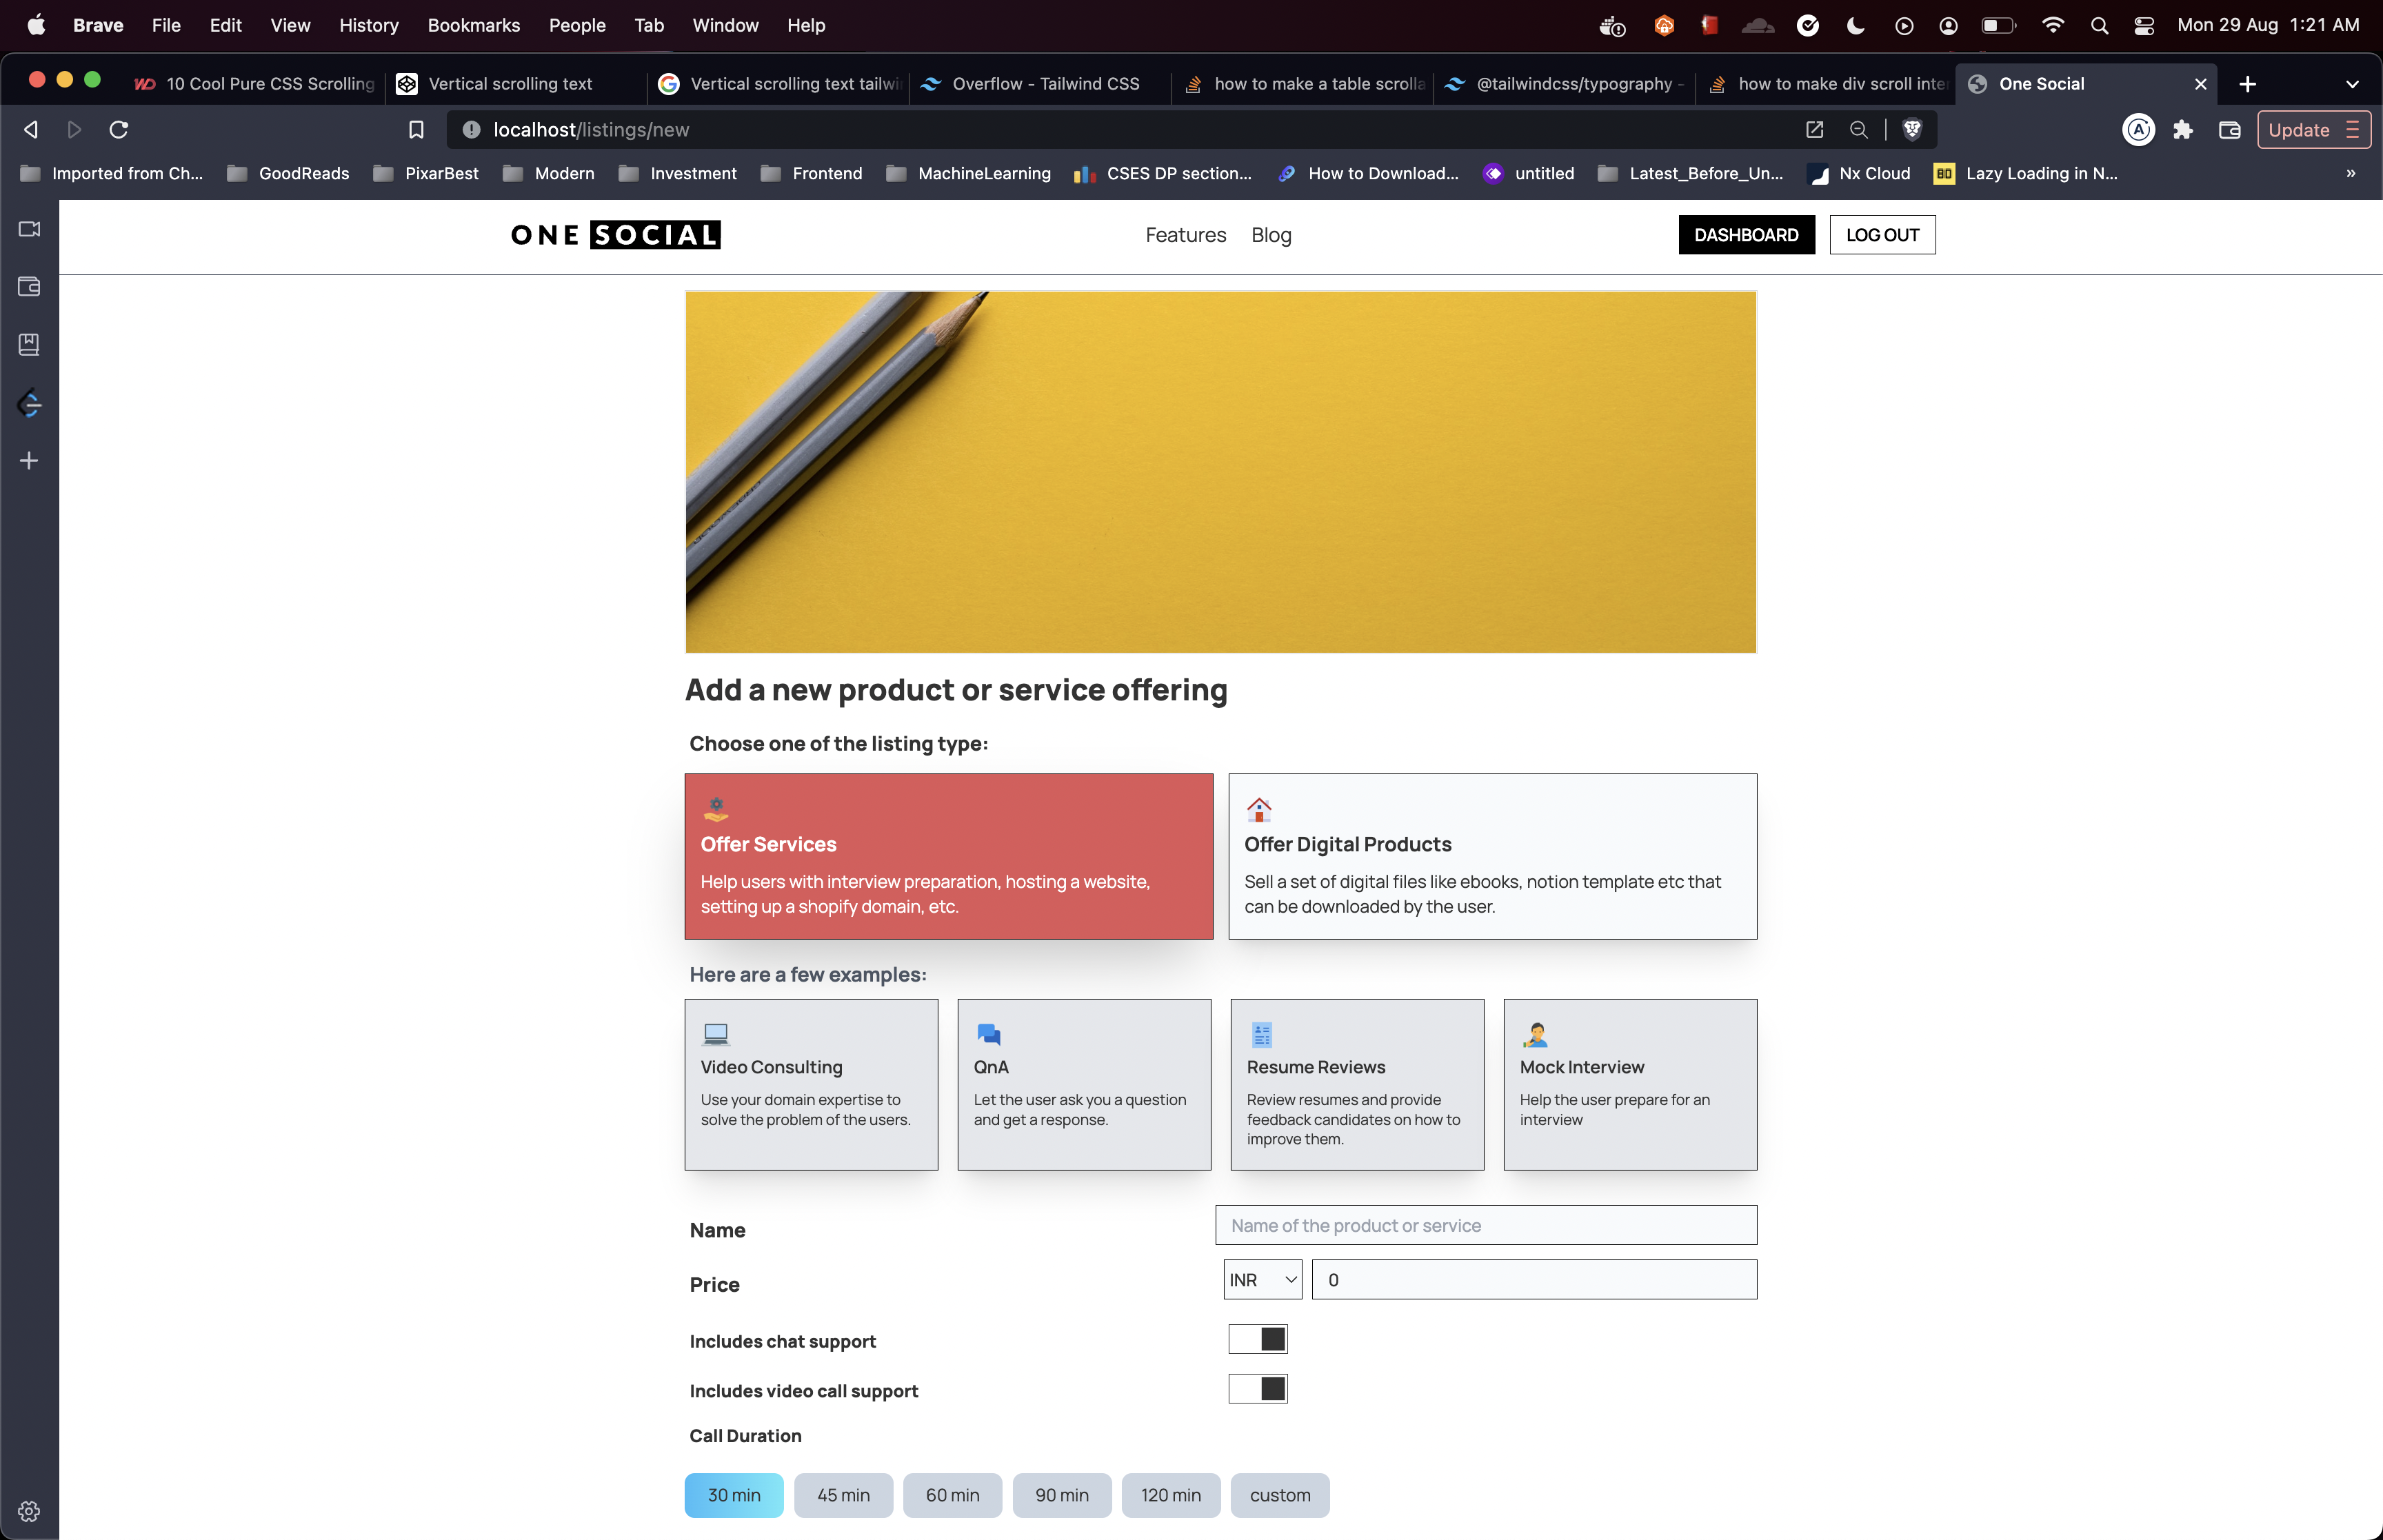 Brave File Edit View History Bookmarks People Tab Window Help Mon 29 Aug 1:21 AM
10 Cool Pure CSS Scrolling Vertical scrolling text Vertical scrolling text tailwi Overflow - Tailwind CSS how to make a table scrolla @tailwindcss/typography - how to make div scroll inte One Social
localhost/listings/new Update
Imported from Ch... GoodReads PixarBest Modern Investment Frontend MachineLearning CSES DP section... How to Download... untitled Latest_Before_Un... Nx Cloud BD Lazy Loading in N... »
ONE SOCIAL Features Blog DASHBOARD LOG OUT
Add a new product or service offering
Choose one of the listing type:
Offer Services
Help users with interview preparation, hosting a website,
setting up a shopify domain, etc.
Offer Digital Products
Sell a set of digital files like ebooks, notion template etc that
can be downloaded by the user.
Here are a few examples:
Video Consulting
Use your domain expertise to
solve the problem of the users.
QnA
Let the user ask you a question
and get a response.
Resume Reviews
Review resumes and provide
feedback candidates on how to
improve them.
Mock Interview
Help the user prepare for an
interview
Name
Name of the product or service
Price
INR 0
Includes chat support
Includes video call support
Call Duration
30 min 45 min 60 min 90 min 120 min custom